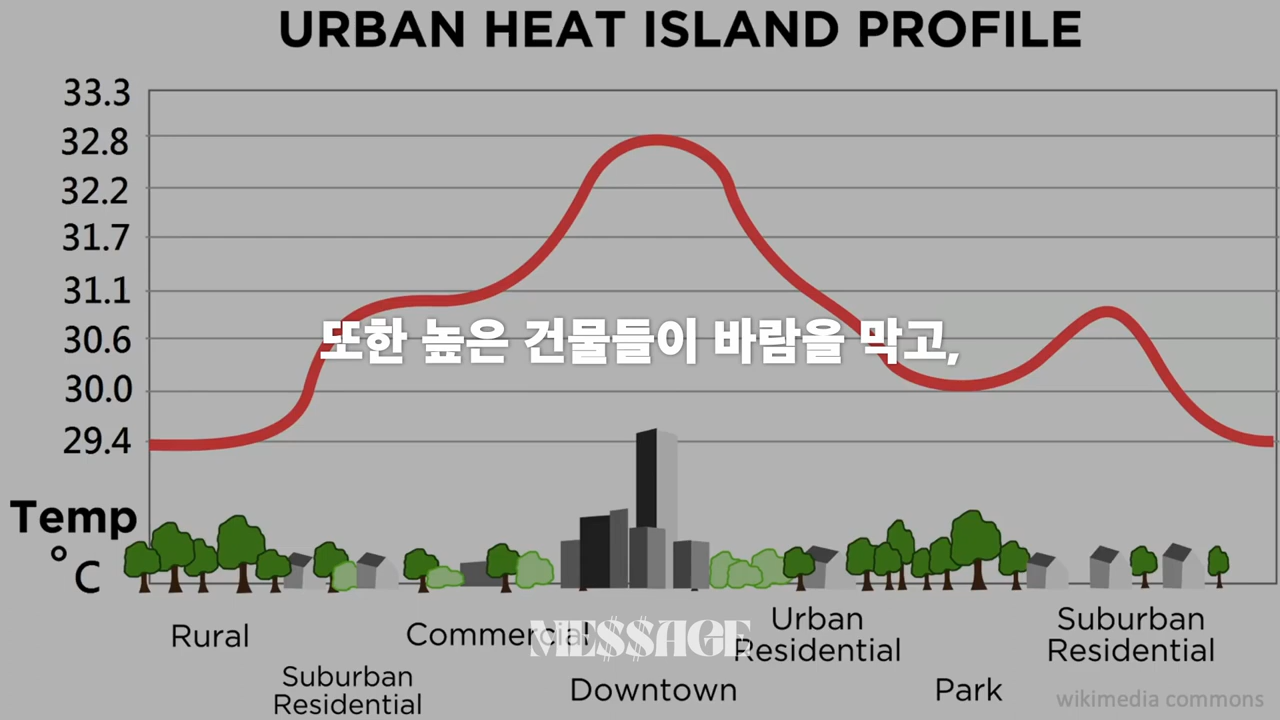 URBAN HEAT ISLAND PROFILE
33.3
32.8
32.2
31.7
31.1
30.6
30.0
29.4
Temp
°C
또한 높은 건물들이 바람을 막고,
Rural
Suburban
Residential
Commercial
ME$$AGE
Downtown
Urban
Residential
Park
Suburban
Residential
wikimedia commons